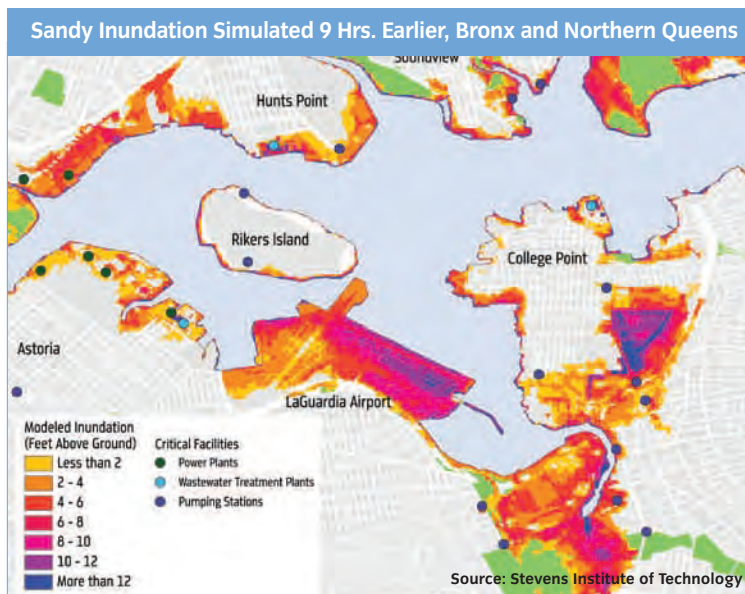 Sandy Inundation Simulated 9 Hrs. Earlier, Bronx and Northern Queens
Soundview
Hunts Point
Rikers Island
College Point
Astoria
LaGuardia Airport
Modeled Inundation
(Feet Above Ground)
Less than 2
2 - 4
4 - 6
6 - 8
8 - 10
10 - 12
More than 12
Critical Facilities
Power Plants
Wastewater Treatment Plants
Pumping Stations
Source: Stevens Institute of Technology